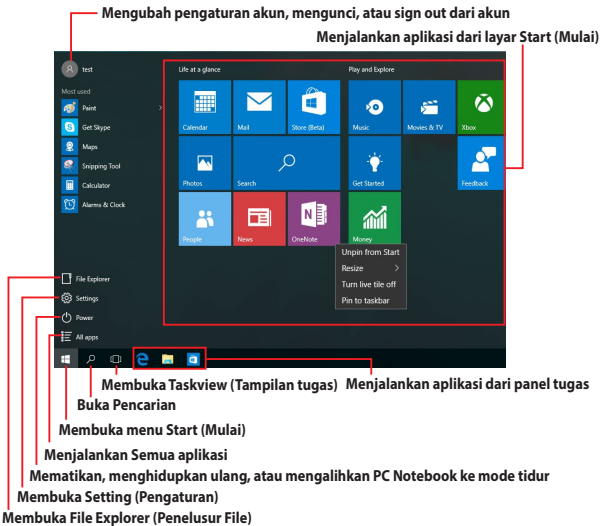 Mengubah pengaturan akun, mengunci, atau sign out dari akun
Menjalankan aplikasi dari layar Start (Mulai)
test
Life at a glance
Play and Explore
Most used
Paint
Get Skype
Maps
Snipping Tool
Calculator
Alarms & Clock
Calendar
Mail
Store (Beta)
Music
Movies & TV
Xbox
Photos
Search
Get Started
Feedback
People
News
OneNote
Money
Unpin from Start
Resize
Turn live tile off
Pin to taskbar
File Explorer
Settings
Power
All apps
Membuka Taskview (Tampilan tugas)
Menjalankan aplikasi dari panel tugas
Buka Pencarian
Membuka menu Start (Mulai)
Menjalankan Semua aplikasi
Mematikan, menghidupkan ulang, atau mengalihkan PC Notebook ke mode tidur
Membuka Setting (Pengaturan)
Membuka File Explorer (Penelusur File)